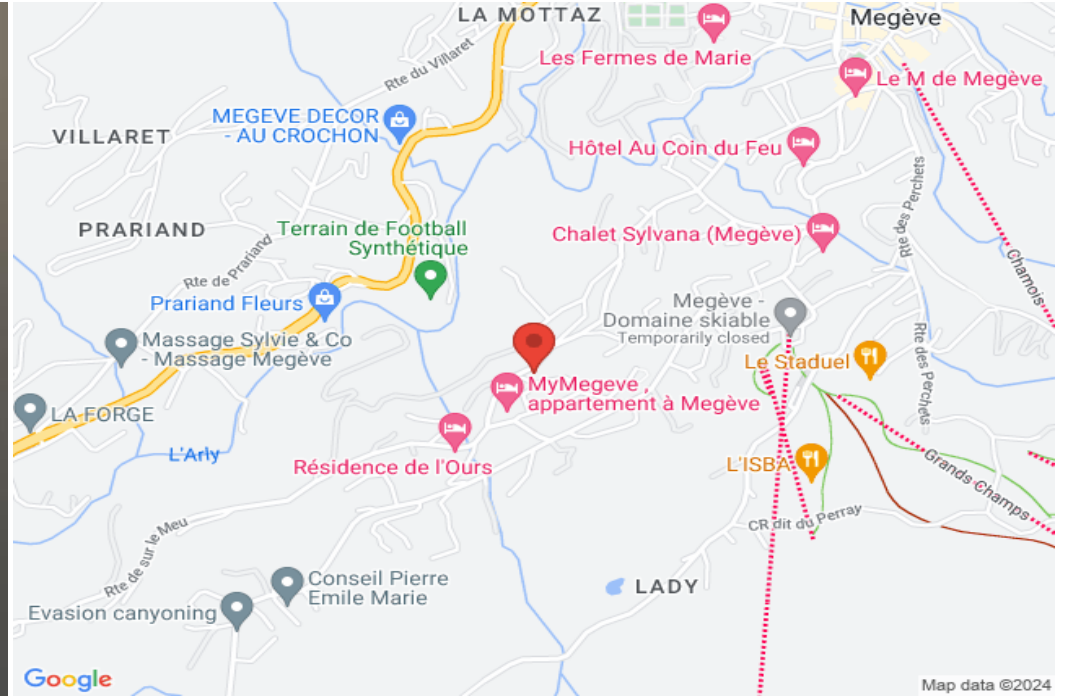 LA MOTTAZ
Megève
Les Fermes de Marie
Rte du Villaret
Le M de Megève
MEGEVE DECOR
- AU CROCHON
VILLARET
Hôtel Au Coin du Feu
Rte des Perchets
PRARIAND
Terrain de Football
Synthétique
Chalet Sylvana (Megève)
Rte de Prariand
Chamois
Prariand Fleurs
Megève -
Domaine skiable
Temporarily closed
Massage Sylvie & Co
- Massage Megève
Le Staduel
Rte des Perchets
MyMegeve ,
appartement à Megève
LA FORGE
L'Arly
Résidence de l'Ours
L'ISBA
Grands Champs
CR dit du Perray
Rte de sur le Meu
Conseil Pierre
Emile Marie
LADY
Evasion canyoning
Google
Map data ©2024